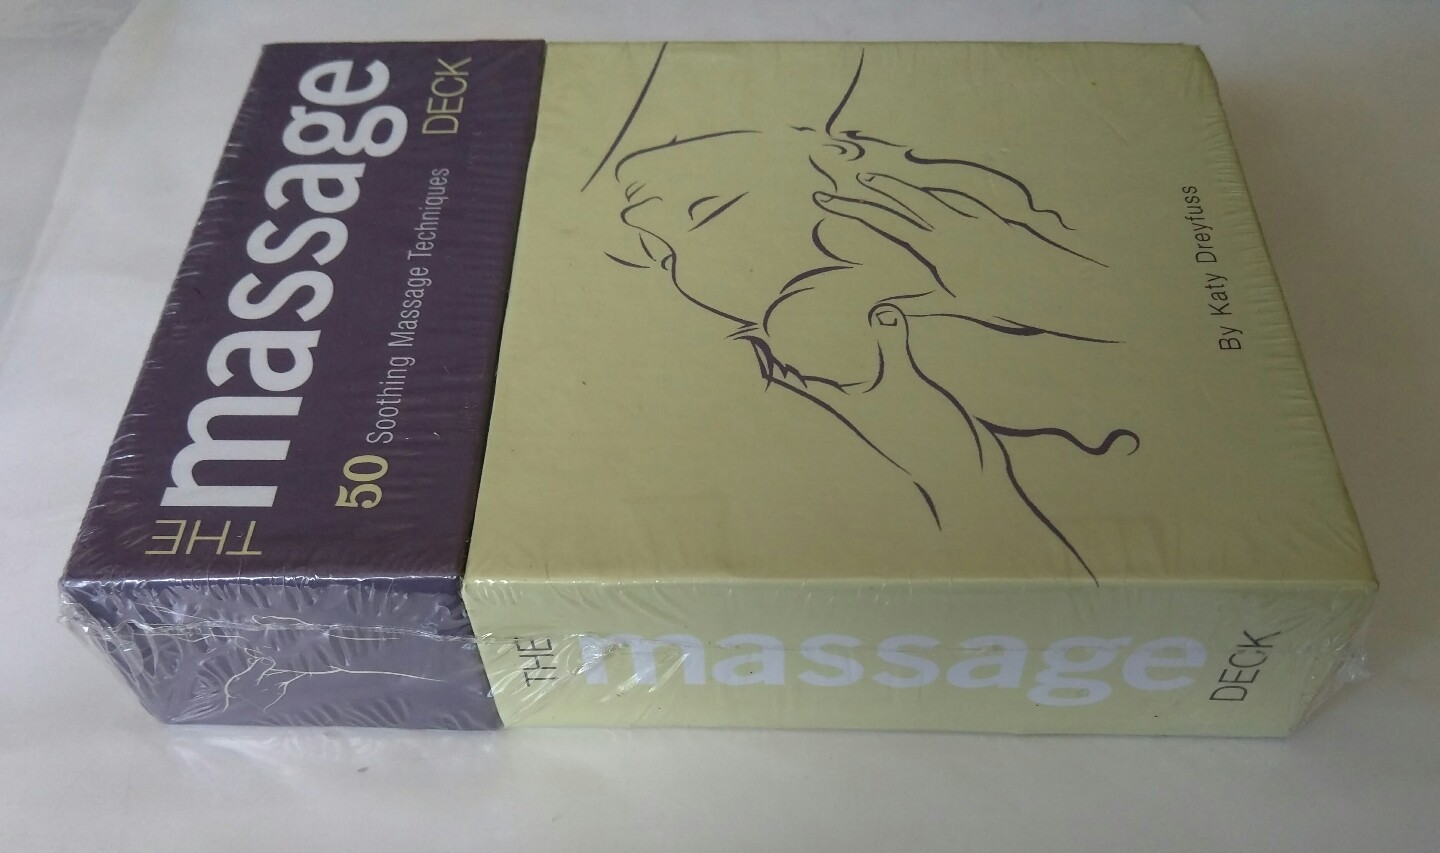 THE
massage
DECK
50 Soothing Massage Techniques
By Katy Dreyfuss
THE massage DECK